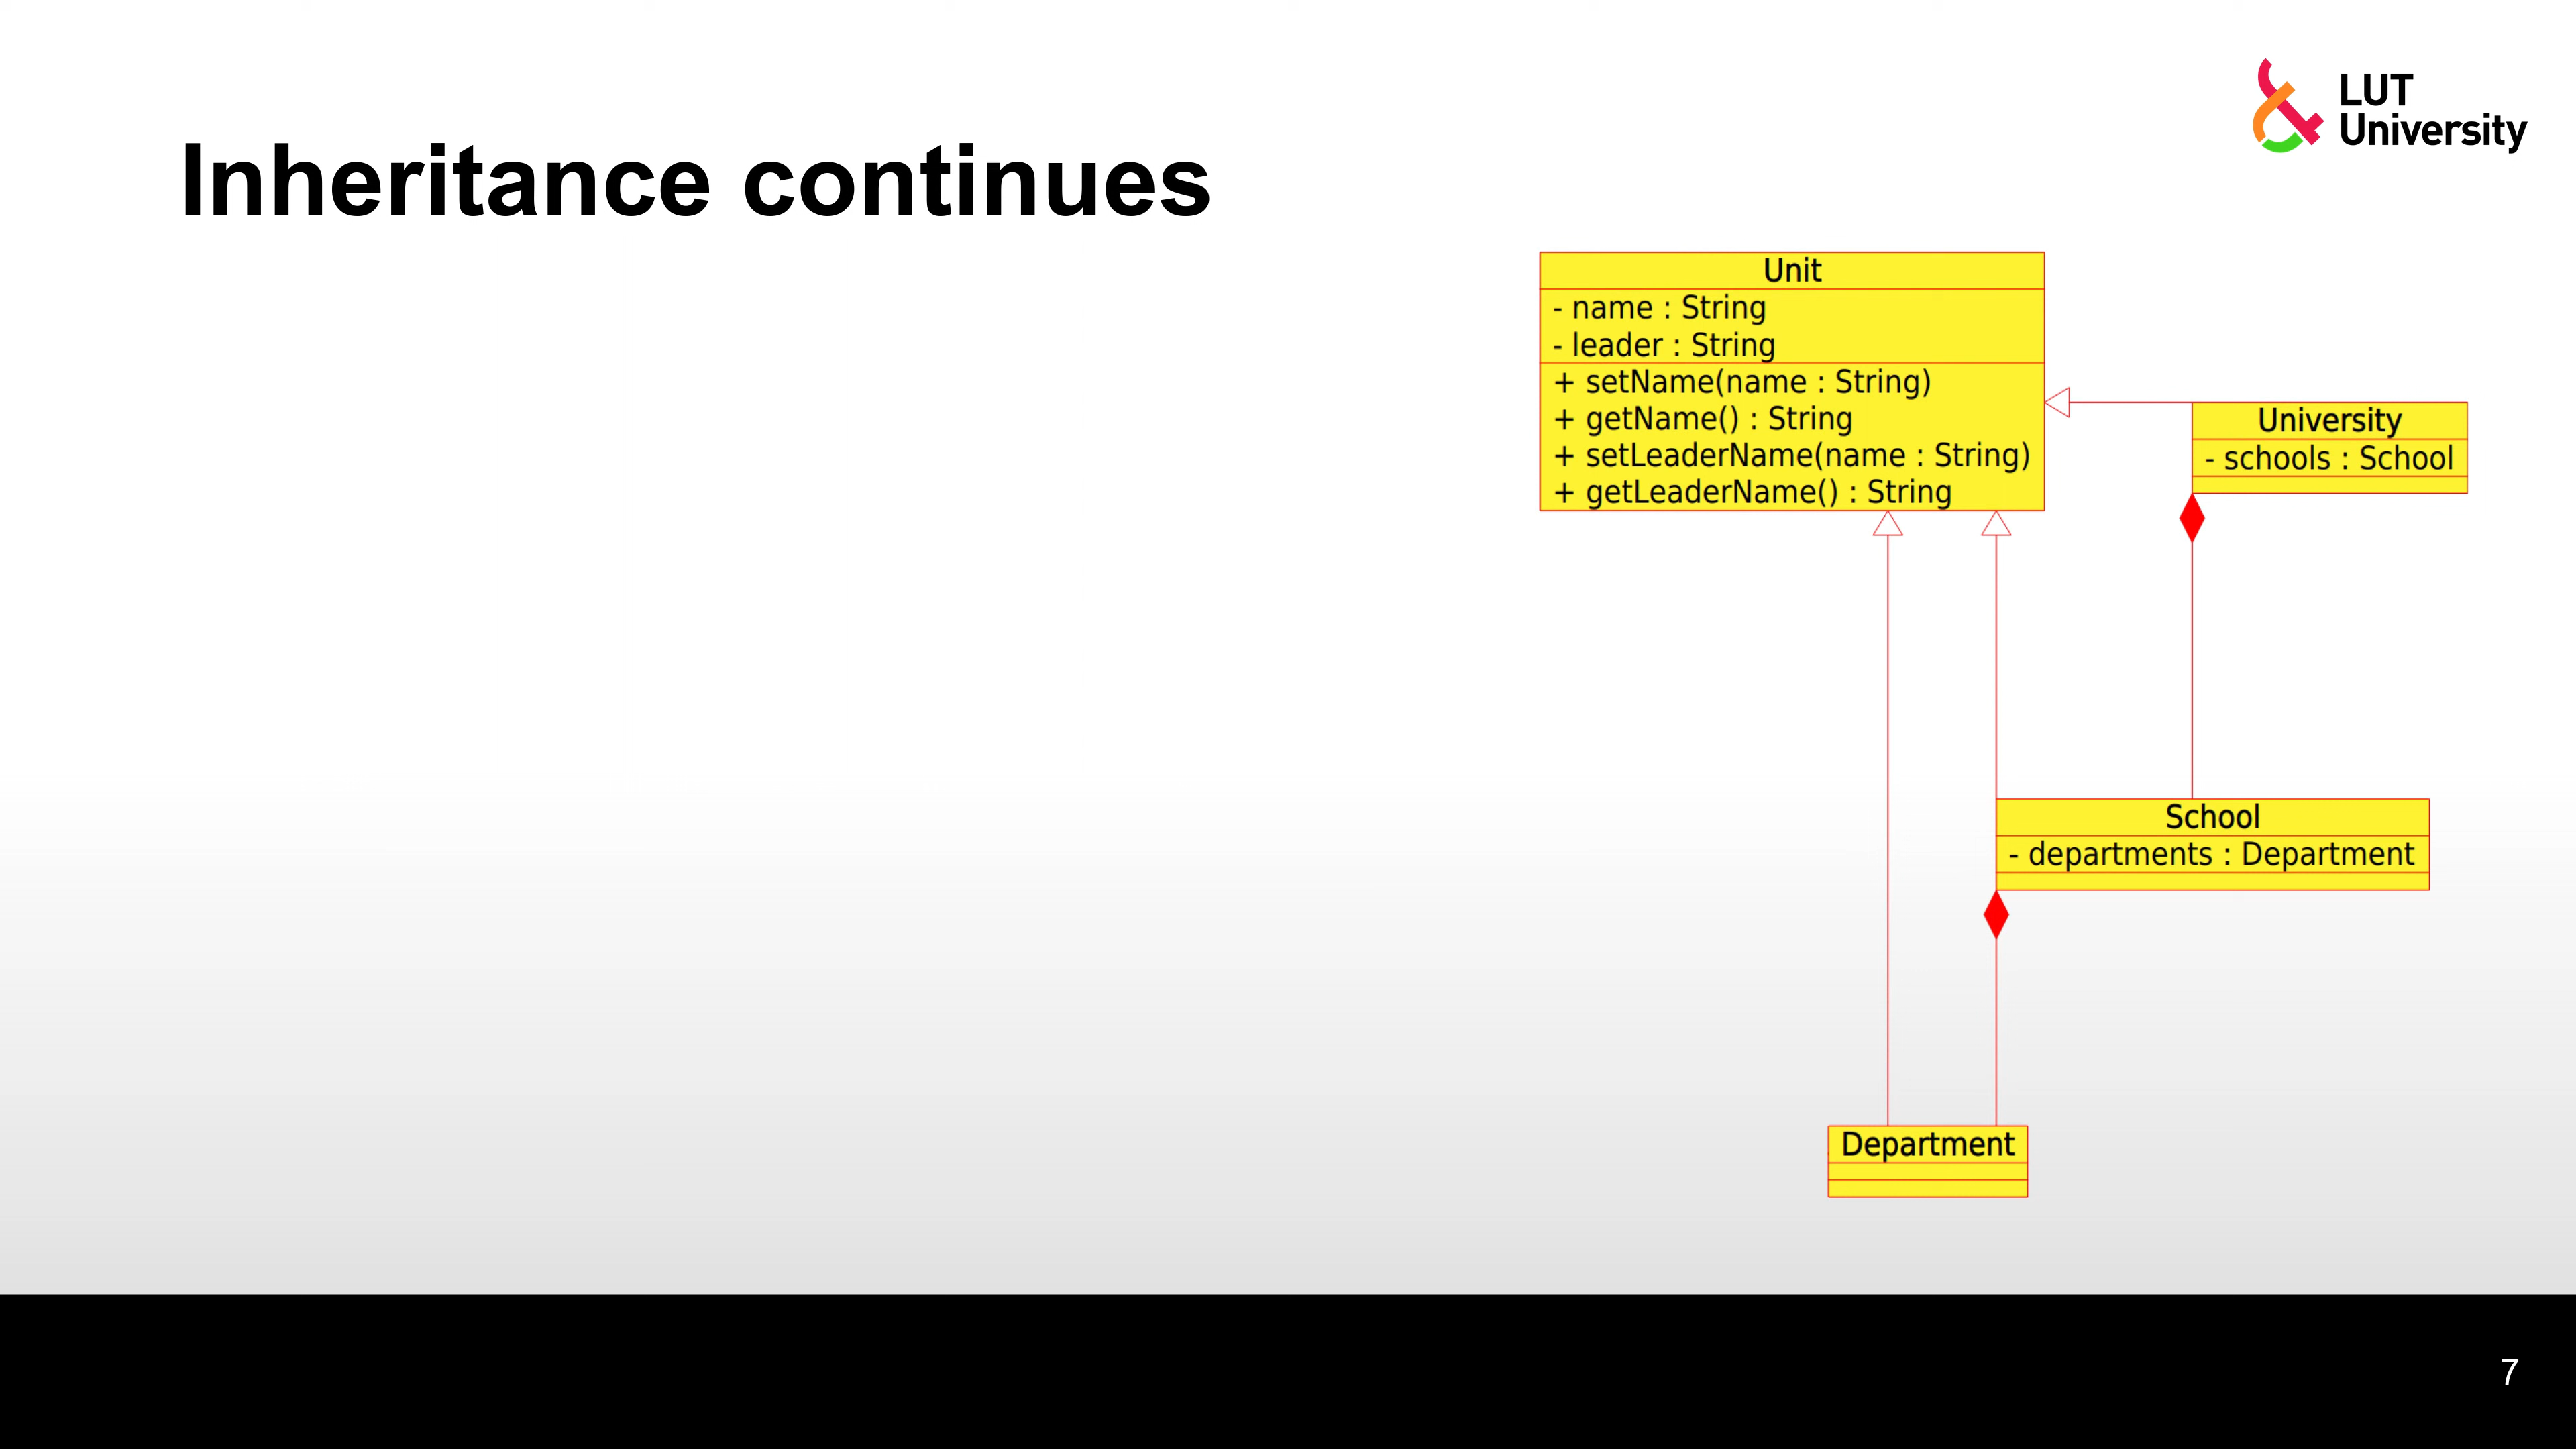 LUT
University
Inheritance continues
Unit
- name : String
- leader : String
+ setName(name : String)
+ getName() : String
+ setLeaderName(name : String)
+ getLeaderName() : String
University
- schools : School
School
- departments : Department
Department
7